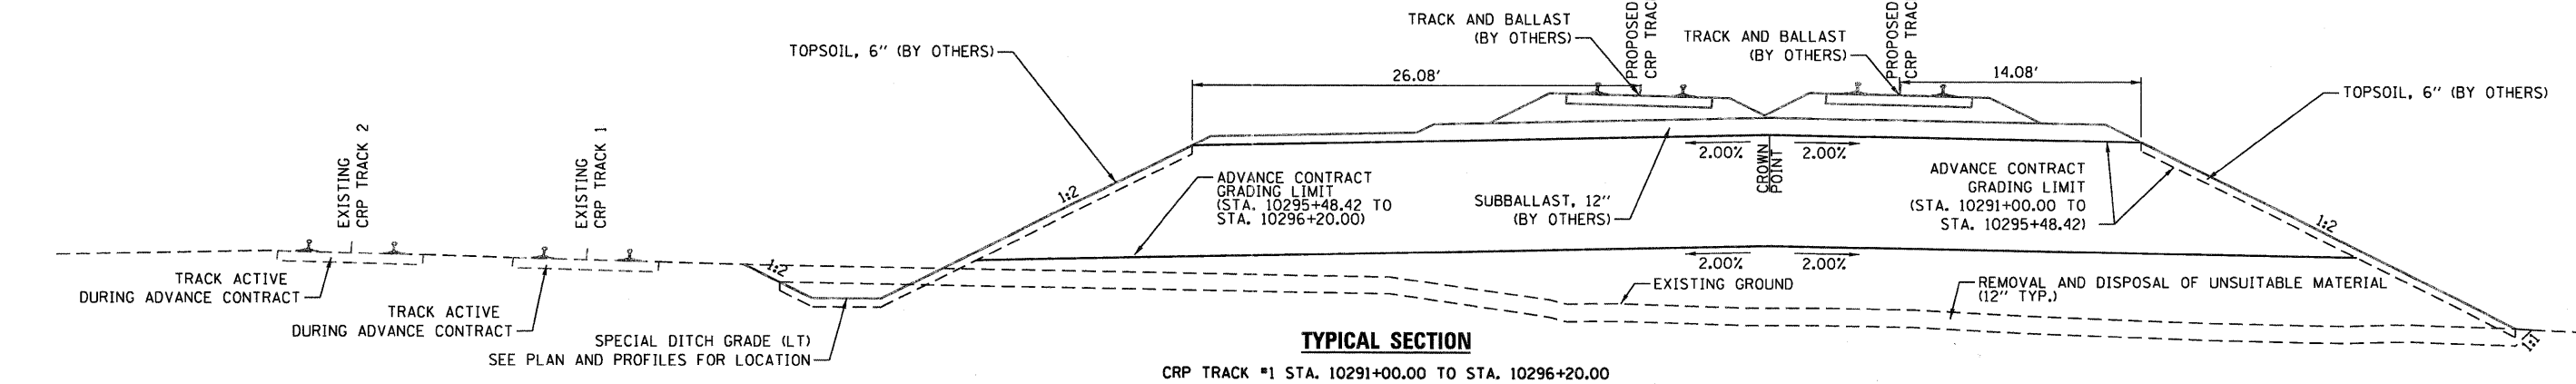 TRACK AND BALLAST
(BY OTHERS)
PROPOSED
CRP TRAC
TRACK AND BALLAST
(BY OTHERS)
PROPOSED
CRP TRAC
TOPSOIL, 6" (BY OTHERS)
26.08'
14.08'
TOPSOIL, 6" (BY OTHERS)
EXISTING
CRP TRACK 2
EXISTING
CRP TRACK 1
1:2
2.00%
CROWN
POINT
2.00%
ADVANCE CONTRACT
GRADING LIMIT
(STA. 10295+48.42 TO
STA. 10296+20.00)
SUBBALLAST, 12"
(BY OTHERS)
ADVANCE CONTRACT
GRADING LIMIT
(STA. 10291+00.00 TO
STA. 10295+48.42)
1:2
1:2
2.00%
2.00%
TRACK ACTIVE
DURING ADVANCE CONTRACT
TRACK ACTIVE
DURING ADVANCE CONTRACT
EXISTING GROUND
REMOVAL AND DISPOSAL OF UNSUITABLE MATERIAL
(12" TYP.)
SPECIAL DITCH GRADE (LT)
SEE PLAN AND PROFILES FOR LOCATION
1:1
TYPICAL SECTION
CRP TRACK #1 STA. 10291+00.00 TO STA. 10296+20.00